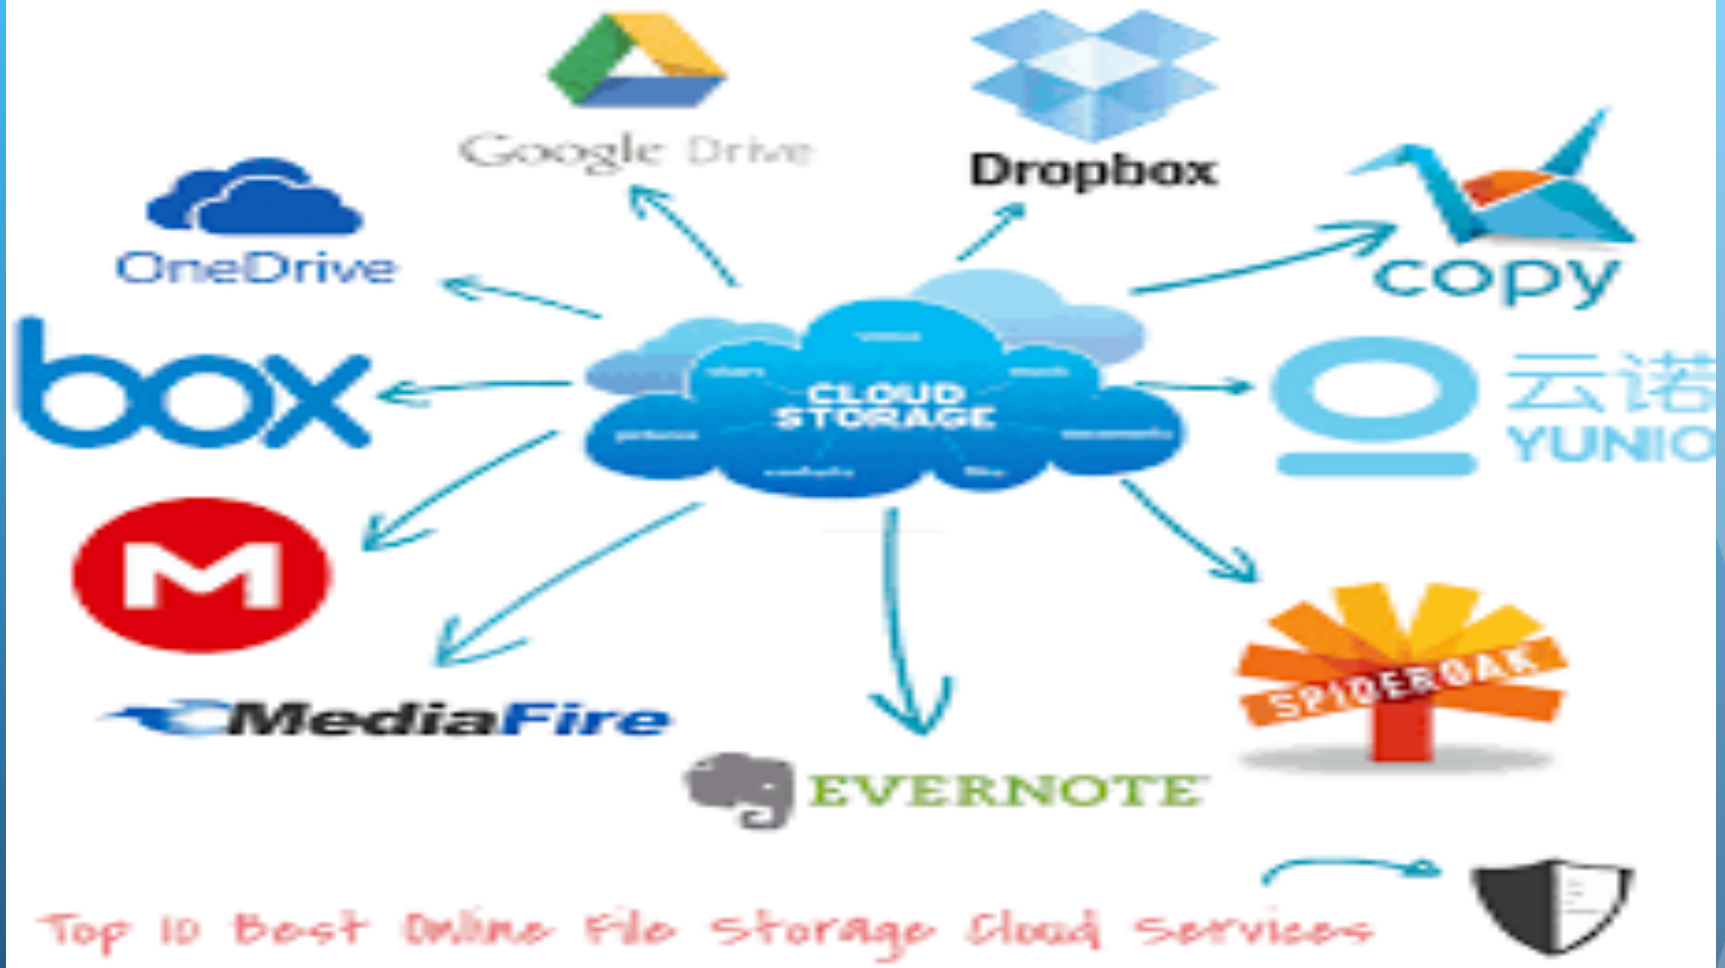 Google Drive
Dropbox
OneDrive
copy
box
CLOUD
STORAGE
云诺
YUNIO
M
SPIDEROAK
MediaFire
EVERNOTE
Top 10 Best Online File Storage Cloud Services